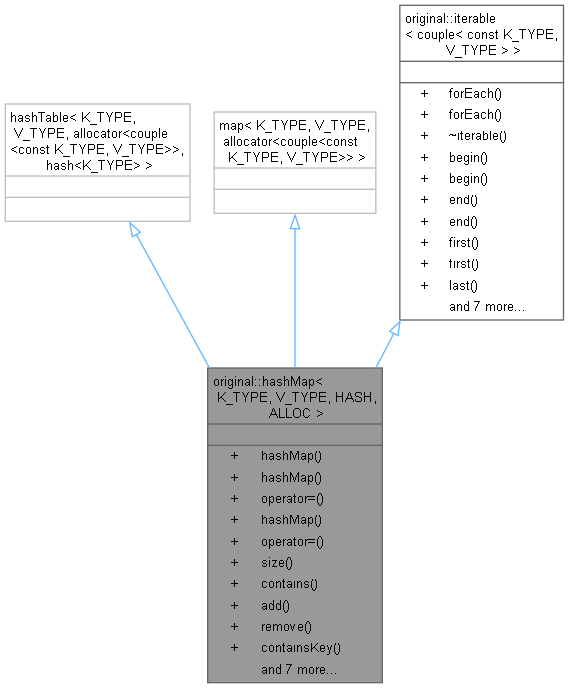 original::iterable
< couple< const K_TYPE,
V_TYPE > >
+ forEach()
+ forEach()
+ ~iterable()
+ begin()
+ begin()
+ end()
+ end()
+ first()
+ first()
+ last()
and 7 more...
hashTable< K_TYPE,
V_TYPE, allocator<couple
<const K_TYPE, V_TYPE>>,
hash<K_TYPE> >
map< K_TYPE, V_TYPE,
allocator<couple<const
K_TYPE, V_TYPE>> >
original::hashMap<
K_TYPE, V_TYPE, HASH,
ALLOC >
+ hashMap()
+ hashMap()
+ operator=()
+ hashMap()
+ operator=()
+ size()
+ contains()
+ add()
+ remove()
+ containsKey()
and 7 more...